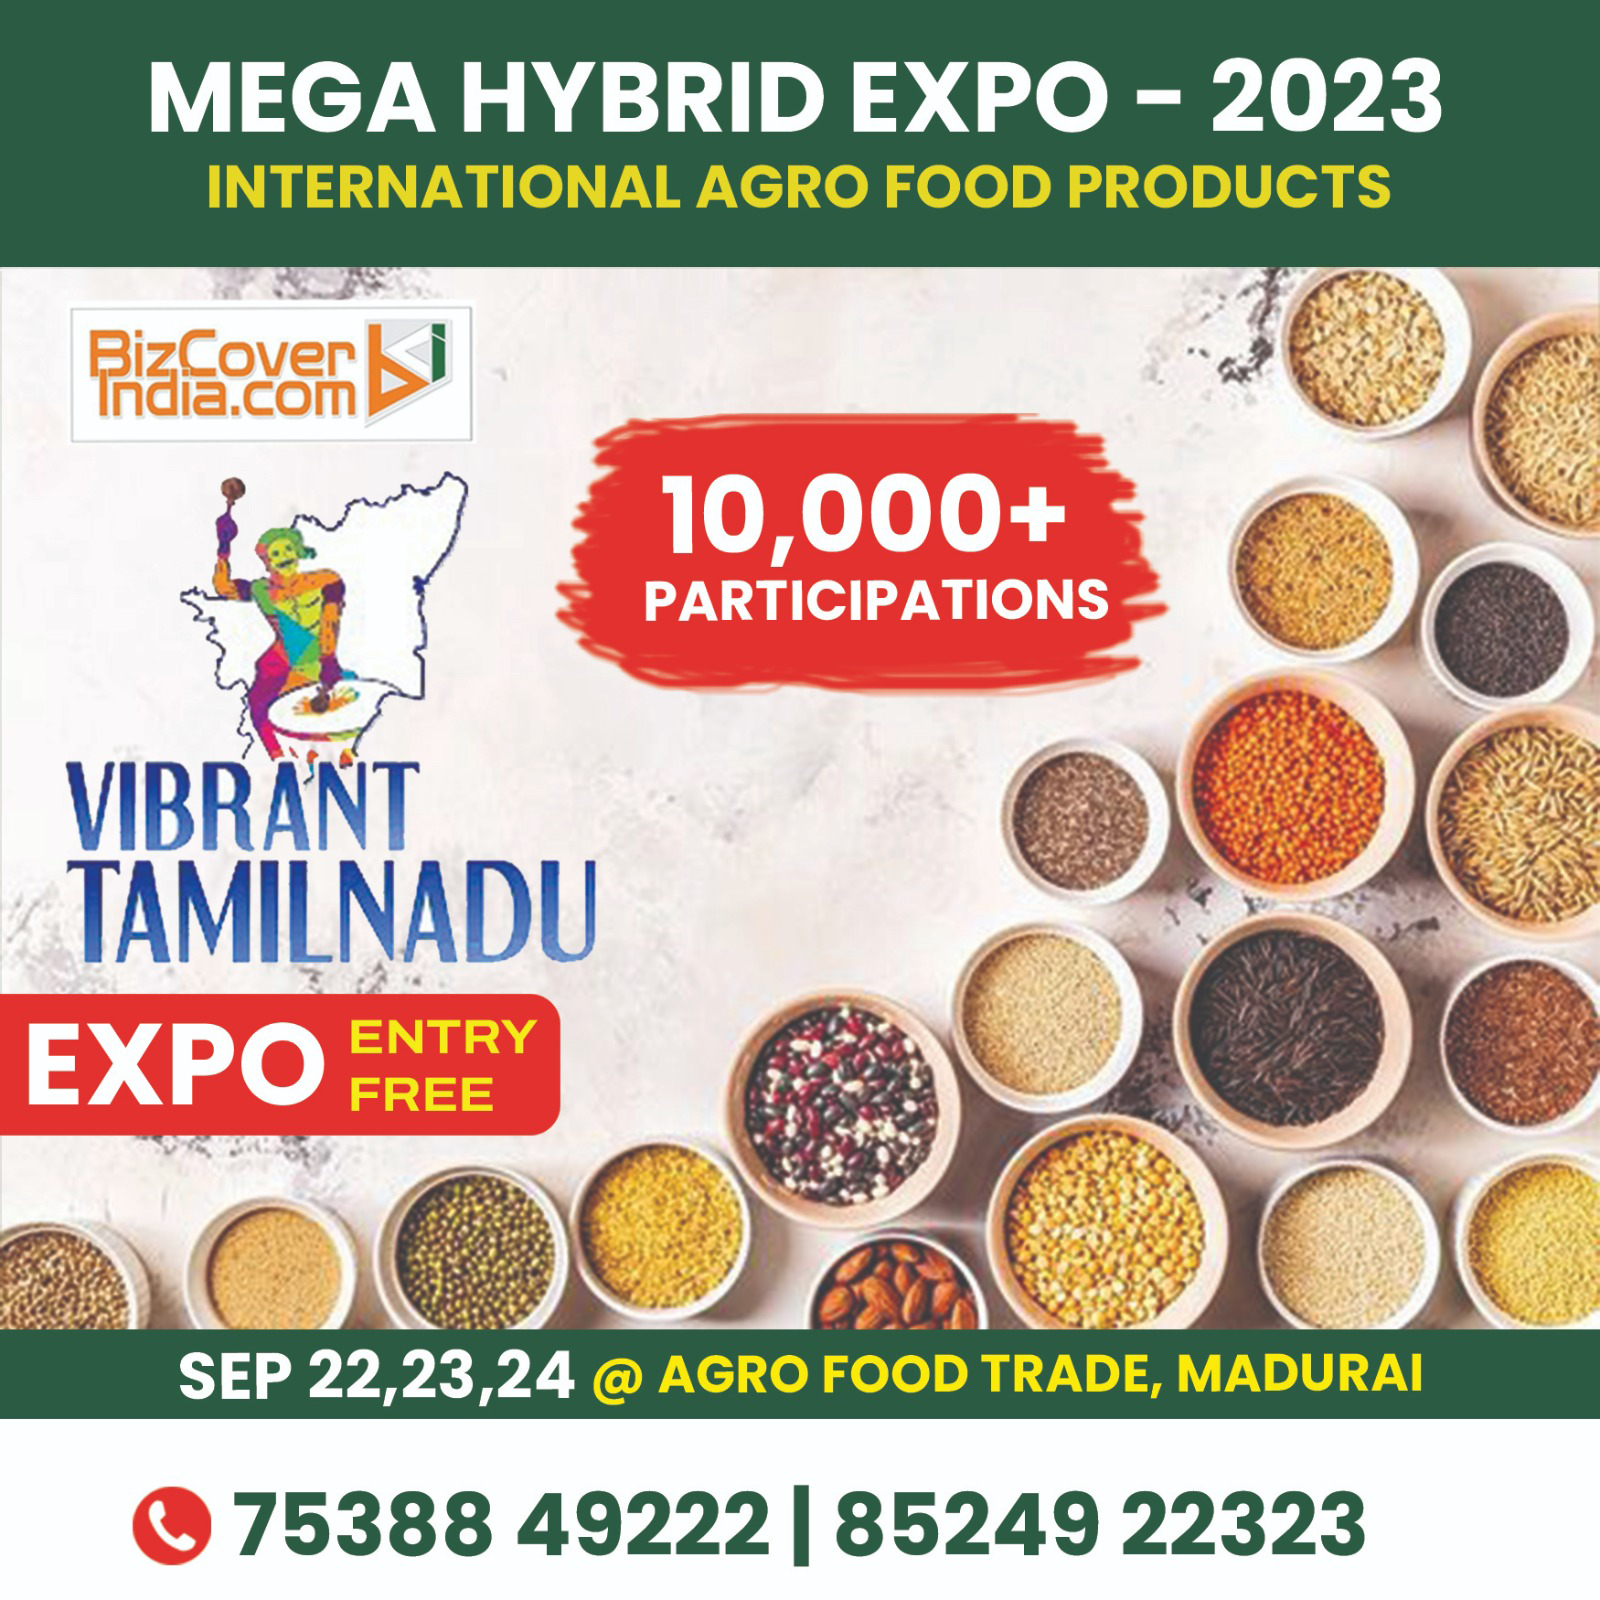 MEGA HYBRID EXPO - 2023
INTERNATIONAL AGRO FOOD PRODUCTS
BizCover
India.com
10,000+
PARTICIPATIONS
VIBRANT
TAMILNADU
EXPO ENTRY
FREE
SEP 22,23,24 @ AGRO FOOD TRADE, MADURAI
75388 49222 | 85249 22323